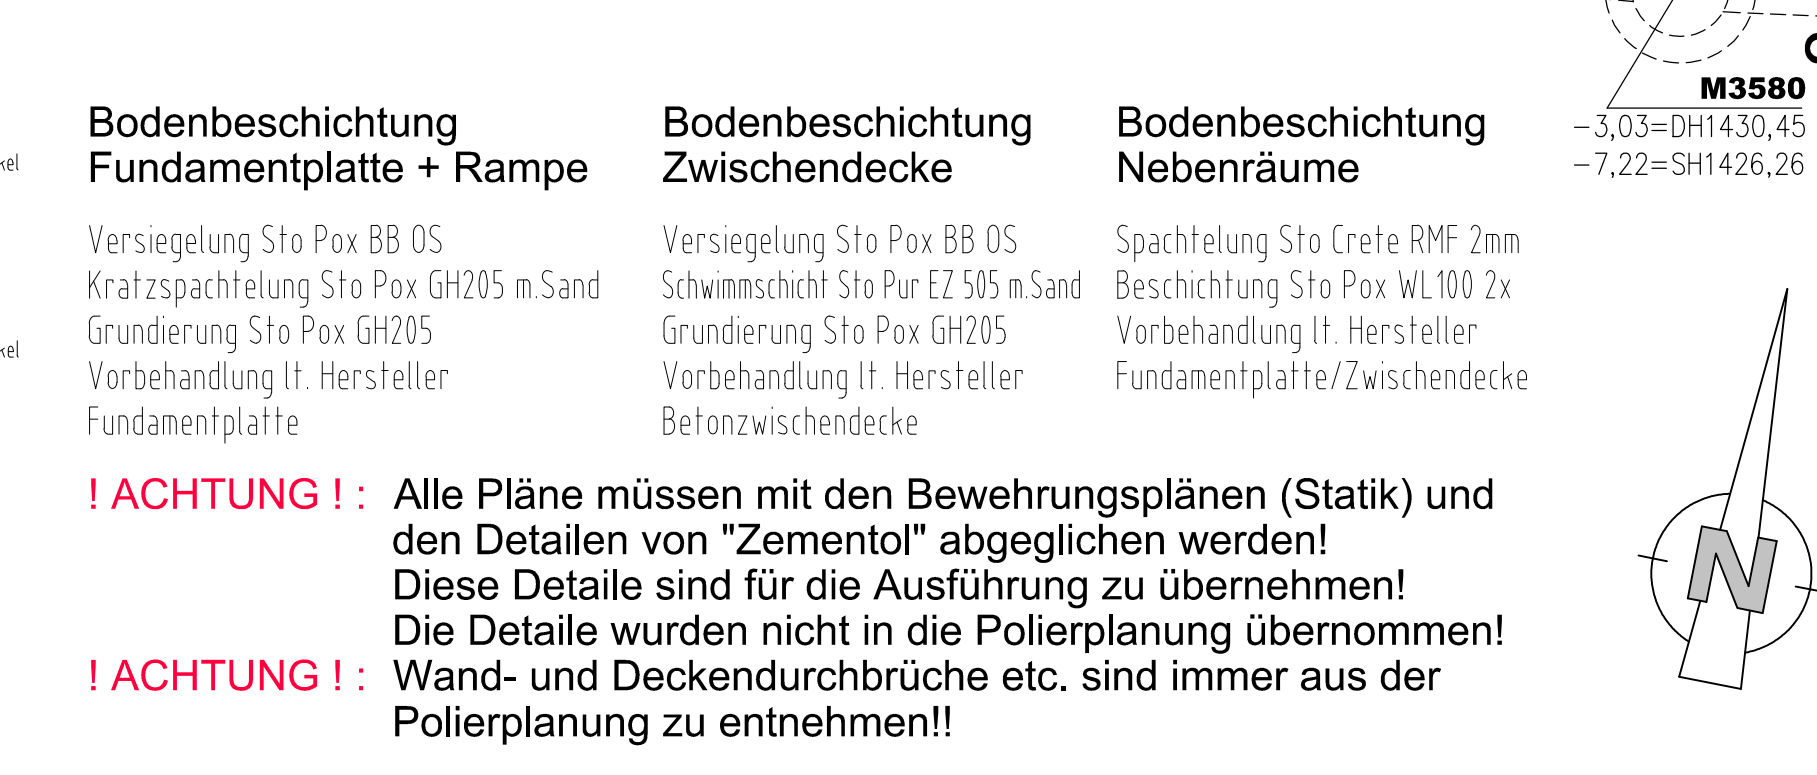 Bodenbeschichtung
Fundamentplatte + Rampe
Versiegelung Sto Pox BB OS
Kratzspachtelung Sto Pox GH205 m.Sand
Grundierung Sto Pox GH205
Vorbehandlung lt. Hersteller
Fundamentplatte
Bodenbeschichtung
Zwischendecke
Versiegelung Sto Pox BB OS
Schwimmschicht Sto Pur EZ 505 m.Sand
Grundierung Sto Pox GH205
Vorbehandlung lt. Hersteller
Betonzwischendecke
Bodenbeschichtung
Nebenräume
Spachtelung Sto Crete RMF 2mm
Beschichtung Sto Pox WL100 2x
Vorbehandlung lt. Hersteller
Fundamentplatte/Zwischendecke
M3580
-3,03=DH1430,45
-7,22=SH1426,26
N
! ACHTUNG ! : Alle Pläne müssen mit den Bewehrungsplänen (Statik) und
den Detailen von "Zementol" abgeglichen werden!
Diese Detaile sind für die Ausführung zu übernehmen!
Die Detaile wurden nicht in die Polierplanung übernommen!
! ACHTUNG ! : Wand- und Deckendurchbrüche etc. sind immer aus der
Polierplanung zu entnehmen!!